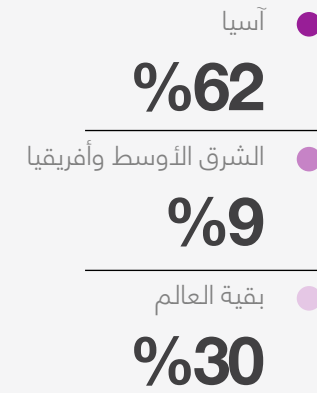 آسيا
%62
الشرق الأوسط وأفريقيا
%9
بقية العالم
%30